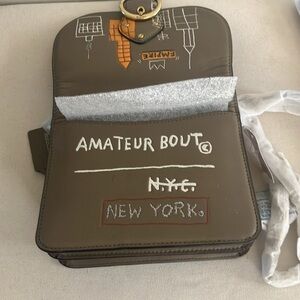 EMPIRE
AMATEUR BOUT©
N.Y.C.
NEW YORK.